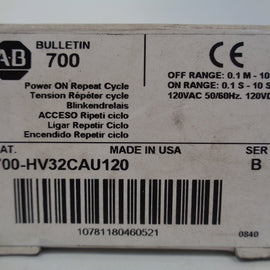 AB
BULLETIN
700
Power ON Repeat Cycle
Tension Répéter cycle
Blinkendrelais
ACCESO Ripeti ciclo
Ligar Repetir Ciclo
Encendido Repetir ciclo
CE
OFF RANGE: 0.1 M - 10
ON RANGE: 0.1 S - 10 S
120VAC 50/60Hz. 120VD
AT.
MADE IN USA
SER
700-HV32CAU120
B
10781180460521
0840